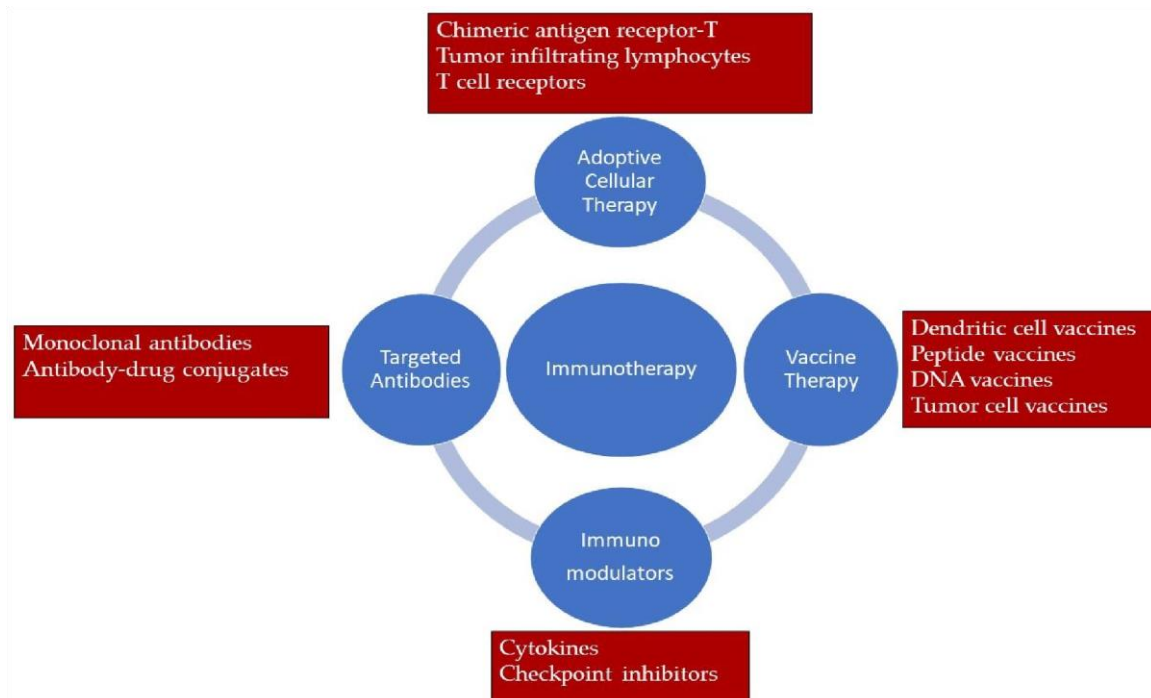 Chimeric antigen receptor-T
Tumor infiltrating lymphocytes
T cell receptors
Adoptive
Cellular
Therapy
Monoclonal antibodies
Antibody-drug conjugates
Targeted
Antibodies
Immunotherapy
Vaccine
Therapy
Dendritic cell vaccines
Peptide vaccines
DNA vaccines
Tumor cell vaccines
Immuno
modulators
Cytokines
Checkpoint inhibitors